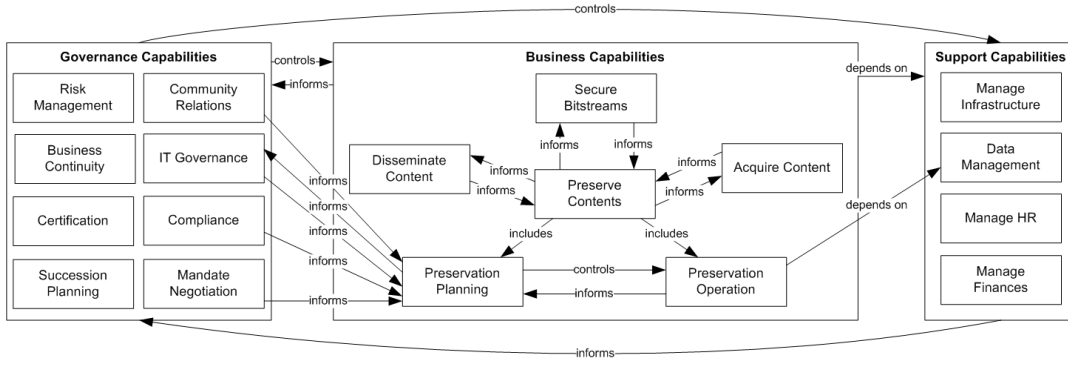 controls
Governance Capabilities
Risk
Management
Community
Relations
Business
Continuity
IT Governance
Certification
Compliance
Succession
Planning
Mandate
Negotiation
controls
informs
informs
informs
informs
informs
informs
Business Capabilities
Secure
Bitstreams
informs
informs
Disseminate
Content
informs
informs
Preserve
Contents
informs
informs
Acquire Content
includes
includes
Preservation
Planning
controls
informs
Preservation
Operation
depends on
depends on
Support Capabilities
Manage
Infrastructure
Data
Management
Manage HR
Manage
Finances
informs